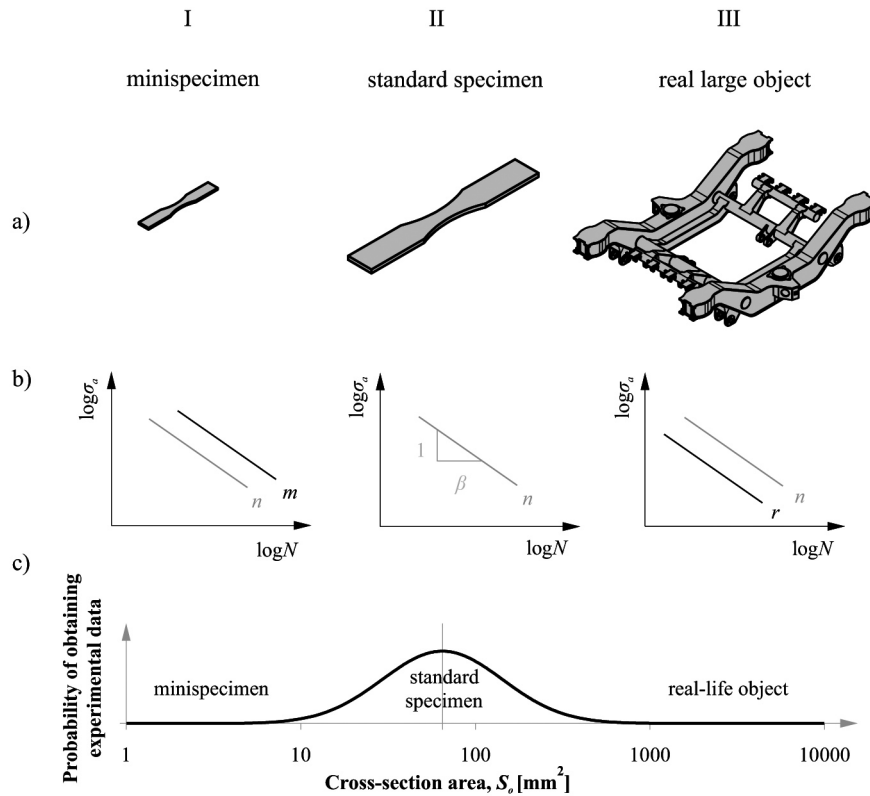 I II III
minispecimen standard specimen real large object
a)
b)
logσa logσa logσa
1
β
n m n n
r
logN logN logN
c)
Probability of obtaining
experimental data
minispecimen standard real-life object
specimen
1 10 100 1000 10000
Cross-section area, So [mm²]